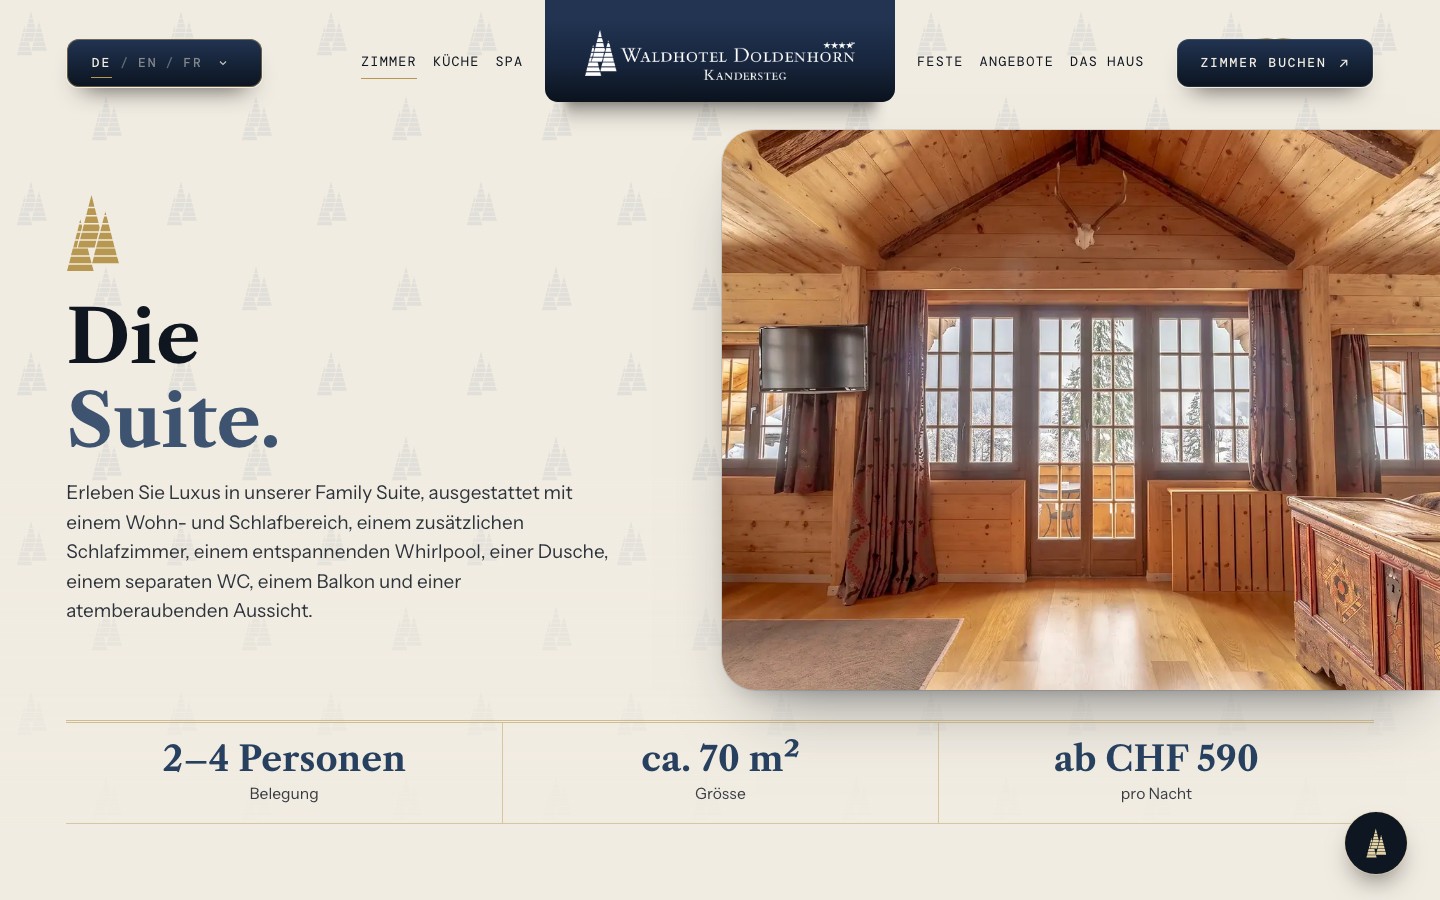 DE / EN / FR
ZIMMER KÜCHE SPA
WALDHOTEL DOLDENHORN
KANDERSTEG
FESTE ANGEBOTE DAS HAUS
ZIMMER BUCHEN
Die
Suite.
Erleben Sie Luxus in unserer Family Suite, ausgestattet mit
einem Wohn- und Schlafbereich, einem zusätzlichen
Schlafzimmer, einem entspannenden Whirlpool, einer Dusche,
einem separaten WC, einem Balkon und einer
atemberaubenden Aussicht.
2–4 Personen
Belegung
ca. 70 m²
Grösse
ab CHF 590
pro Nacht